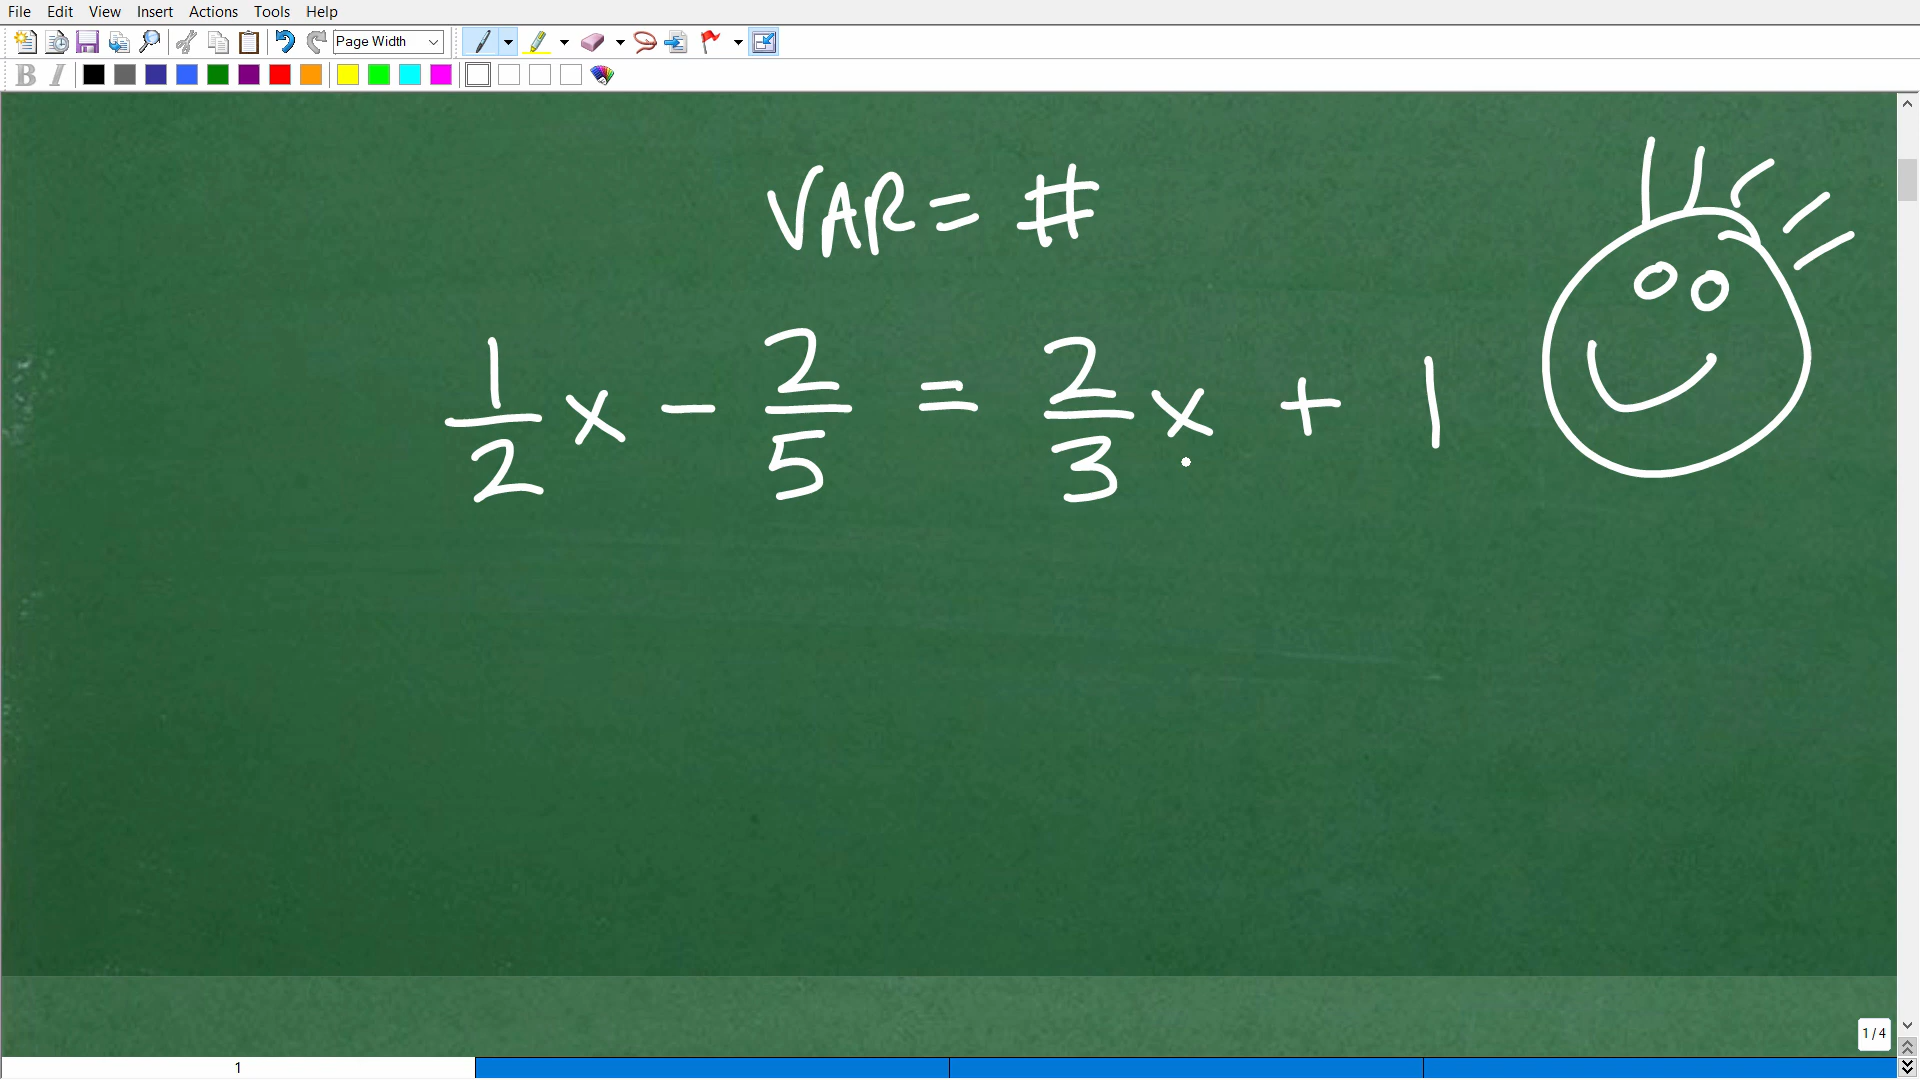 File Edit View Insert Actions Tools Help
Page Width
B I
VAR = #
1/2 x - 2/5 = 2/3 x + 1
1 / 4
1